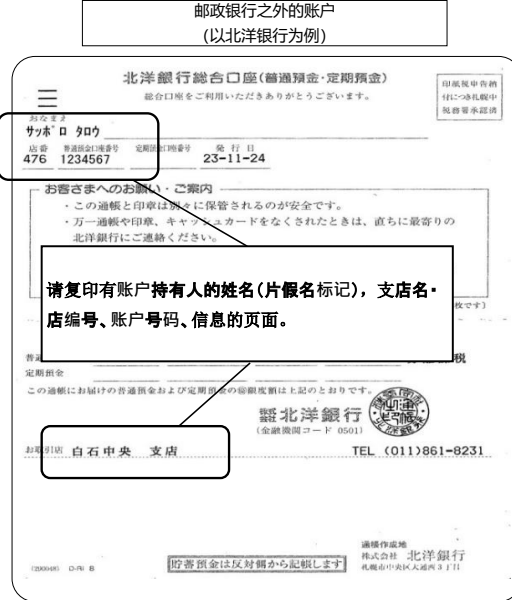 邮政银行之外的账户
(以北洋银行为例)
北洋銀行総合口座(普通預金·定期預金)
総合口座をご利用いただきありがとうございます。
印紙税申告納
付につき札幌中
税務署承認済
おなまえ
サッポロ タロウ
店番 普通預金口座番号 定期預金口座番号 発行日
476 1234567 23-11-24
お客さまへのお願い・ご案内
・この通帳と印章は別々に保管されるのが安全です。
・万一通帳や印章、キャッシュカードをなくされたときは、直ちに最寄りの
北洋銀行にご連絡ください。
请复印有账户持有人的姓名(片假名标记)，支店名·
店编号、账户号码、信息的页面。
枚です)
普通
税
定期預金
この通帳にお届けの普通預金および定期預金の極限度額は上記のとおりです。
北洋銀行
(金融機関コード 0501)
お取引店 白石中央 支店 TEL (011)861-8231
通帳作成地
株式会社 北洋銀行
札幌市中央区大通西3丁目
貯蓄預金は反対側から記帳します